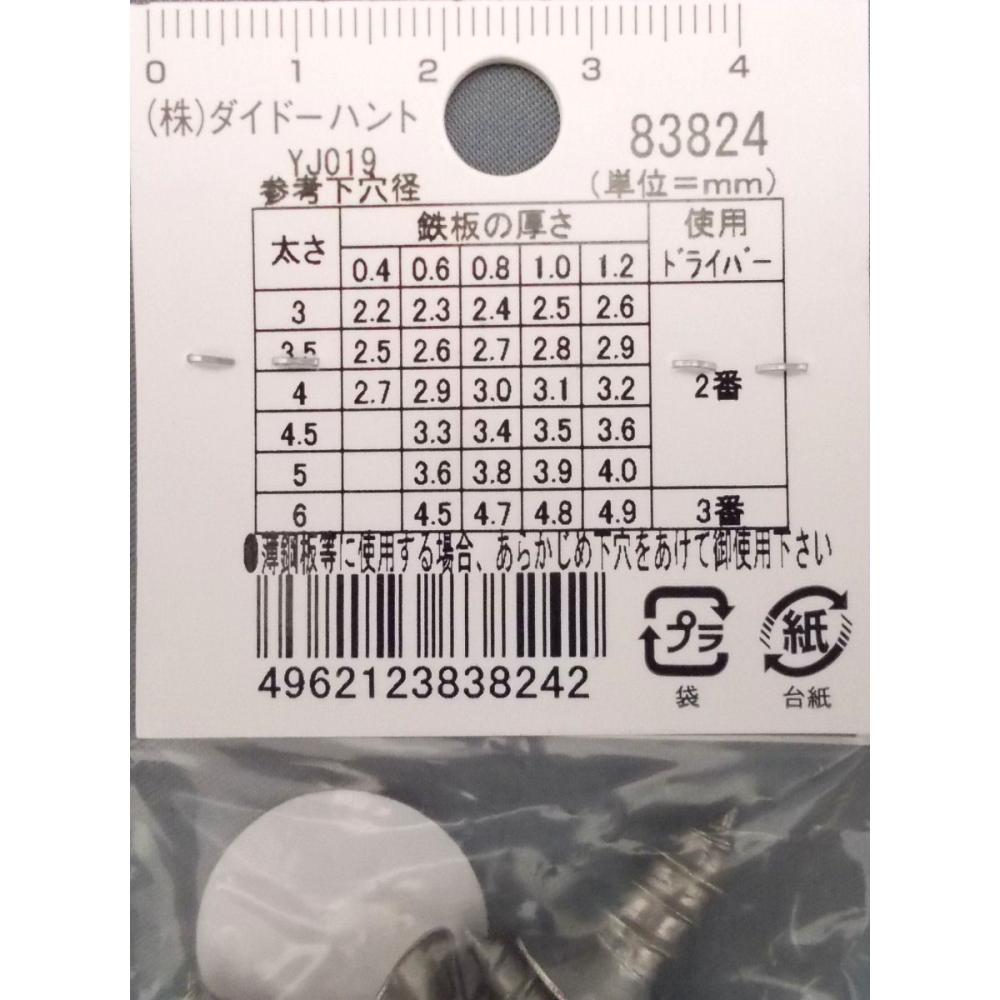 0 1 2 3 4
(株)ダイドーハント
83824
YJ019
参考下穴径
(単位=mm)
太さ 鉄板の厚さ 使用ドライバー
0.4 0.6 0.8 1.0 1.2
3 2.2 2.3 2.4 2.5 2.6
3.5 2.5 2.6 2.7 2.8 2.9
4 2.7 2.9 3.0 3.1 3.2 2番
4.5 3.3 3.4 3.5 3.6
5 3.6 3.8 3.9 4.0
6 4.5 4.7 4.8 4.9 3番
●薄鋼板等に使用する場合、あらかじめ下穴をあけて御使用下さい
4962123838242
プラ 紙
袋 台紙